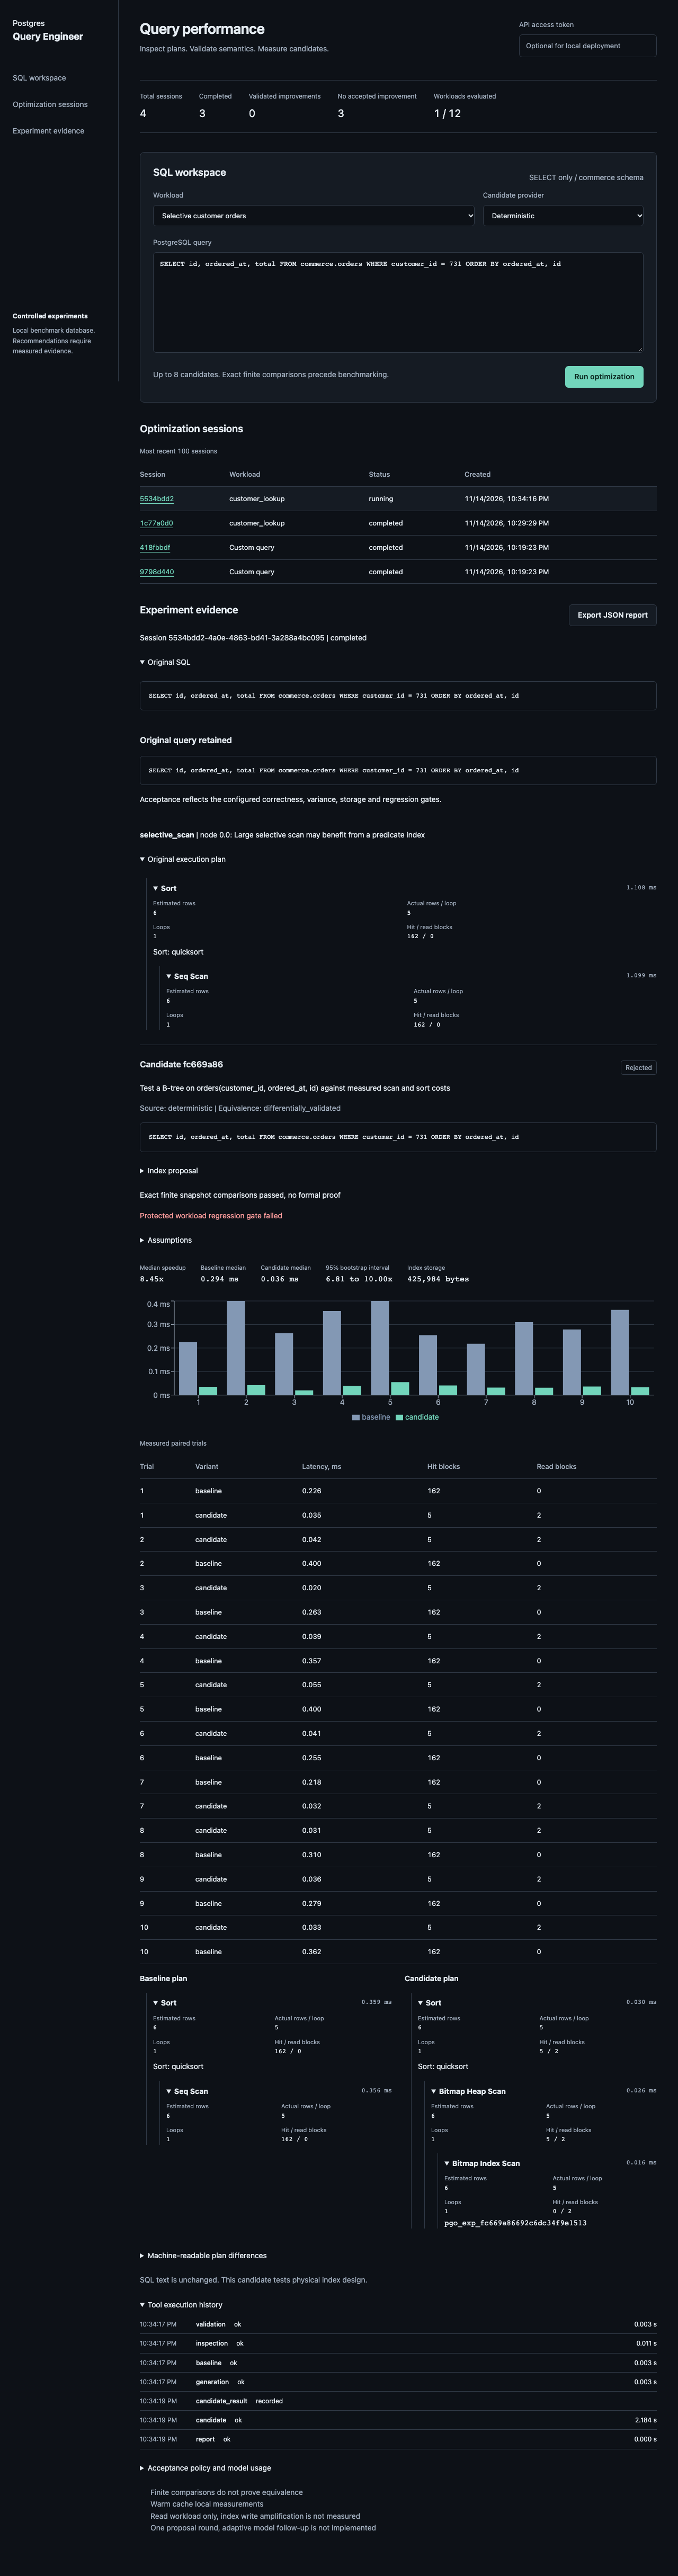 Postgres
Query Engineer
SQL workspace
Optimization sessions
Experiment evidence
Controlled experiments
Local benchmark database.
Recommendations require
measured evidence.
Query performance
Inspect plans. Validate semantics. Measure candidates.
API access token
Optional for local deployment
Total sessions Completed Validated improvements No accepted improvement Workloads evaluated
4 3 0 3 1 / 12
SQL workspace
SELECT only / commerce schema
Workload Candidate provider
Selective customer orders Deterministic
PostgreSQL query
SELECT id, ordered_at, total FROM commerce.orders WHERE customer_id = 731 ORDER BY ordered_at, id
Up to 8 candidates. Exact finite comparisons precede benchmarking.
Run optimization
Optimization sessions
Most recent 100 sessions
Session Workload Status Created
5534bdd2 customer_lookup running 11/14/2026, 10:34:16 PM
1c77a0d0 customer_lookup completed 11/14/2026, 10:29:29 PM
418fbbdf Custom query completed 11/14/2026, 10:19:23 PM
9798d440 Custom query completed 11/14/2026, 10:19:23 PM
Experiment evidence
Export JSON report
Session 5534bdd2-4a0e-4863-bd41-3a288a4bc095 | completed
▼ Original SQL
SELECT id, ordered_at, total FROM commerce.orders WHERE customer_id = 731 ORDER BY ordered_at, id
Original query retained
SELECT id, ordered_at, total FROM commerce.orders WHERE customer_id = 731 ORDER BY ordered_at, id
Acceptance reflects the configured correctness, variance, storage and regression gates.
selective_scan | node 0.0: Large selective scan may benefit from a predicate index
▼ Original execution plan
▼ Sort 1.108 ms
Estimated rows Actual rows / loop
6 5
Loops Hit / read blocks
1 162 / 0
Sort: quicksort
▼ Seq Scan 1.099 ms
Estimated rows Actual rows / loop
6 5
Loops Hit / read blocks
1 162 / 0
Candidate fc669a86
Rejected
Test a B-tree on orders(customer_id, ordered_at, id) against measured scan and sort costs
Source: deterministic | Equivalence: differentially_validated
SELECT id, ordered_at, total FROM commerce.orders WHERE customer_id = 731 ORDER BY ordered_at, id
▶ Index proposal
Exact finite snapshot comparisons passed, no formal proof
Protected workload regression gate failed
▶ Assumptions
Median speedup Baseline median Candidate median 95% bootstrap interval Index storage
8.45x 0.294 ms 0.036 ms 6.81 to 10.00x 425,984 bytes
0.4 ms
0.3 ms
0.2 ms
0.1 ms
0 ms
1 2 3 4 5 6 7 8 9 10
baseline candidate
Measured paired trials
Trial Variant Latency, ms Hit blocks Read blocks
1 baseline 0.226 162 0
1 candidate 0.035 5 2
2 candidate 0.042 5 2
2 baseline 0.400 162 0
3 candidate 0.020 5 2
3 baseline 0.263 162 0
4 candidate 0.039 5 2
4 baseline 0.357 162 0
5 candidate 0.055 5 2
5 baseline 0.400 162 0
6 candidate 0.041 5 2
6 baseline 0.255 162 0
7 baseline 0.218 162 0
7 candidate 0.032 5 2
8 candidate 0.031 5 2
8 baseline 0.310 162 0
9 candidate 0.036 5 2
9 baseline 0.279 162 0
10 candidate 0.033 5 2
10 baseline 0.362 162 0
Baseline plan
▼ Sort 0.359 ms
Estimated rows Actual rows / loop
6 5
Loops Hit / read blocks
1 162 / 0
Sort: quicksort
▼ Seq Scan 0.356 ms
Estimated rows Actual rows / loop
6 5
Loops Hit / read blocks
1 162 / 0
Candidate plan
▼ Sort 0.030 ms
Estimated rows Actual rows / loop
6 5
Loops Hit / read blocks
1 5 / 2
Sort: quicksort
▼ Bitmap Heap Scan 0.026 ms
Estimated rows Actual rows / loop
6 5
Loops Hit / read blocks
1 5 / 2
▼ Bitmap Index Scan 0.016 ms
Estimated rows Actual rows / loop
6 5
Loops Hit / read blocks
1 0 / 2
pgo_exp_fc669a86692c6dc34f9e1513
▶ Machine-readable plan differences
SQL text is unchanged. This candidate tests physical index design.
▼ Tool execution history
10:34:17 PM validation ok 0.003 s
10:34:17 PM inspection ok 0.011 s
10:34:17 PM baseline ok 0.003 s
10:34:17 PM generation ok 0.003 s
10:34:19 PM candidate_result recorded
10:34:19 PM candidate ok 2.184 s
10:34:19 PM report ok 0.000 s
▶ Acceptance policy and model usage
Finite comparisons do not prove equivalence
Warm cache local measurements
Read workload only, index write amplification is not measured
One proposal round, adaptive model follow-up is not implemented